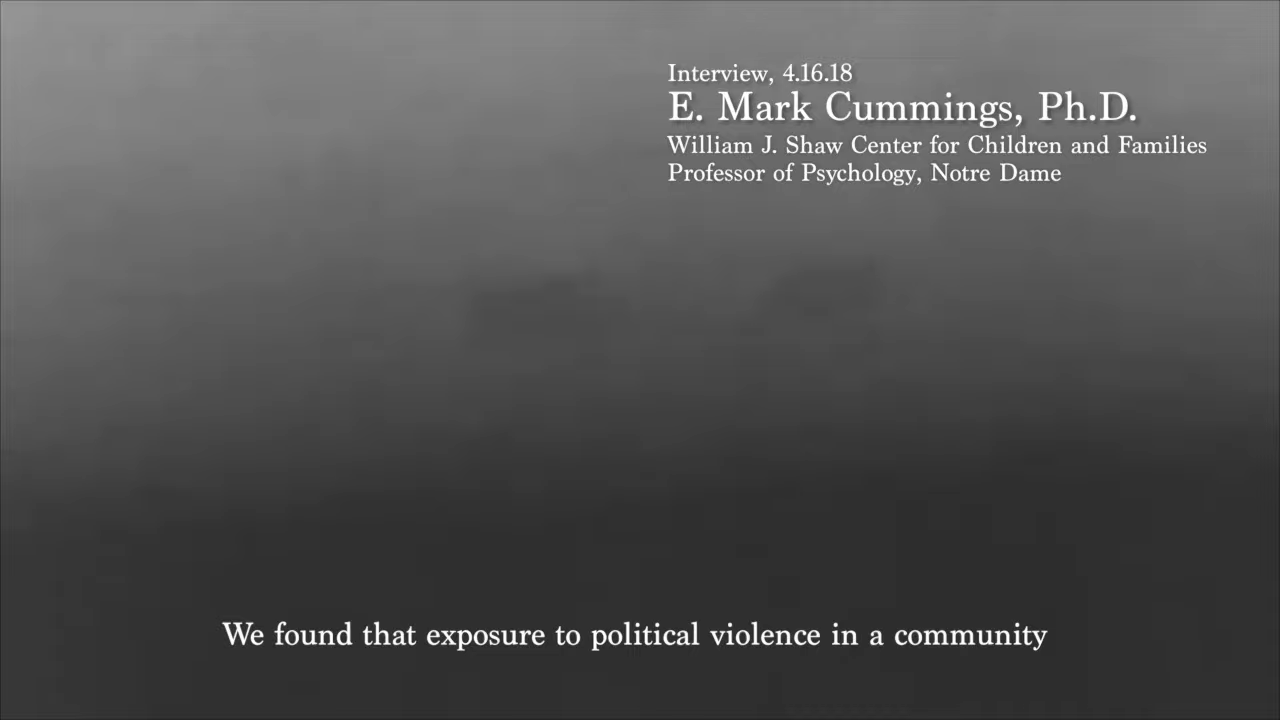 Interview, 4.16.18
E. Mark Cummings, Ph.D.
William J. Shaw Center for Children and Families
Professor of Psychology, Notre Dame
We found that exposure to political violence in a community